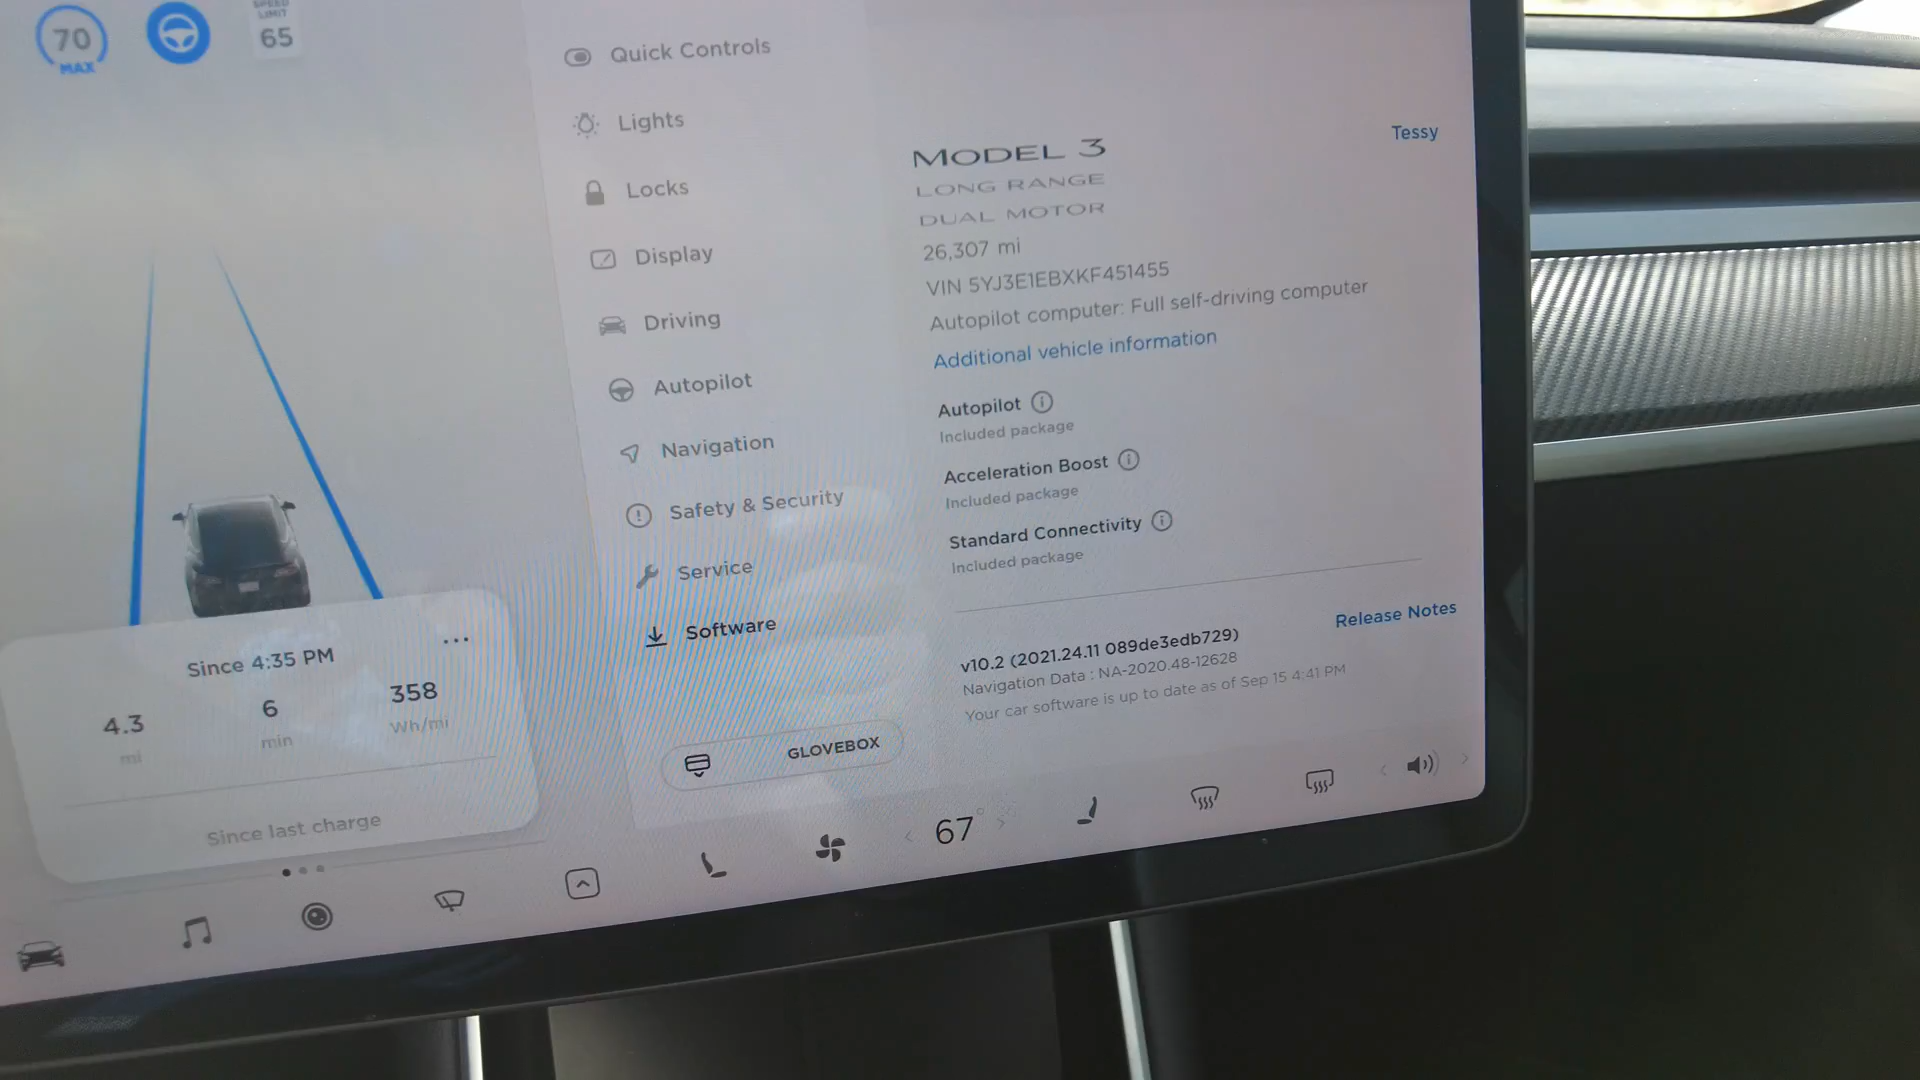 70
MAX
SPEED
LIMIT
65
Quick Controls
Lights
Locks
Display
Driving
Autopilot
Navigation
Safety & Security
Service
Software
GLOVEBOX
Tessy
MODEL 3
LONG RANGE
DUAL MOTOR
26,307 mi
VIN 5YJ3E1EBXKF451455
Autopilot computer: Full self-driving computer
Additional vehicle information
Autopilot
Included package
Acceleration Boost
Included package
Standard Connectivity
Included package
Release Notes
v10.2 (2021.24.11 089de3edb729)
Navigation Data : NA-2020.48-12628
Your car software is up to date as of Sep 15 4:41 PM
Since 4:35 PM
4.3 6 358
mi min Wh/mi
Since last charge
67°